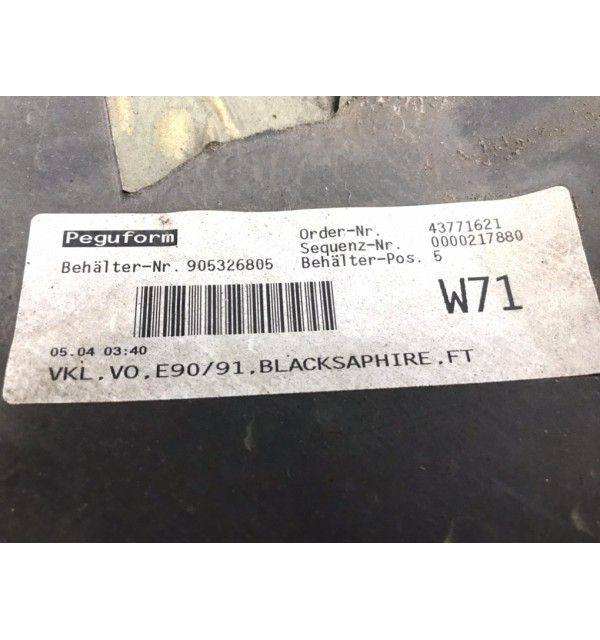 Peguform
Order-Nr. 43771621
Sequenz-Nr. 0000217880
Behälter-Nr. 905326805 Behälter-Pos. 5
W71
05.04 03:40
VKL.VO.E90/91.BLACKSAPHIRE.FT